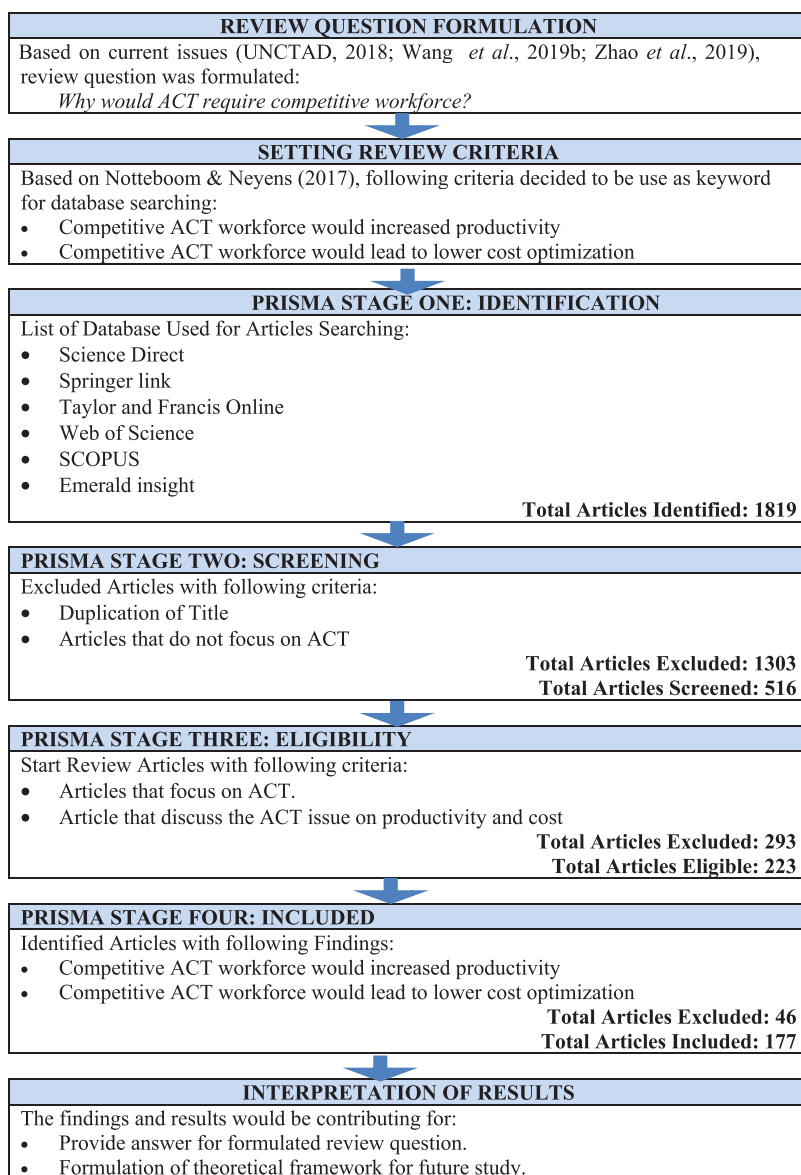 REVIEW QUESTION FORMULATION
Based on current issues (UNCTAD, 2018; Wang et al., 2019b; Zhao et al., 2019),
review question was formulated:
Why would ACT require competitive workforce?
SETTING REVIEW CRITERIA
Based on Notteboom & Neyens (2017), following criteria decided to be use as keyword
for database searching:
• Competitive ACT workforce would increased productivity
• Competitive ACT workforce would lead to lower cost optimization
PRISMA STAGE ONE: IDENTIFICATION
List of Database Used for Articles Searching:
• Science Direct
• Springer link
• Taylor and Francis Online
• Web of Science
• SCOPUS
• Emerald insight
Total Articles Identified: 1819
PRISMA STAGE TWO: SCREENING
Excluded Articles with following criteria:
• Duplication of Title
• Articles that do not focus on ACT
Total Articles Excluded: 1303
Total Articles Screened: 516
PRISMA STAGE THREE: ELIGIBILITY
Start Review Articles with following criteria:
• Articles that focus on ACT.
• Article that discuss the ACT issue on productivity and cost
Total Articles Excluded: 293
Total Articles Eligible: 223
PRISMA STAGE FOUR: INCLUDED
Identified Articles with following Findings:
• Competitive ACT workforce would increased productivity
• Competitive ACT workforce would lead to lower cost optimization
Total Articles Excluded: 46
Total Articles Included: 177
INTERPRETATION OF RESULTS
The findings and results would be contributing for:
• Provide answer for formulated review question.
• Formulation of theoretical framework for future study.